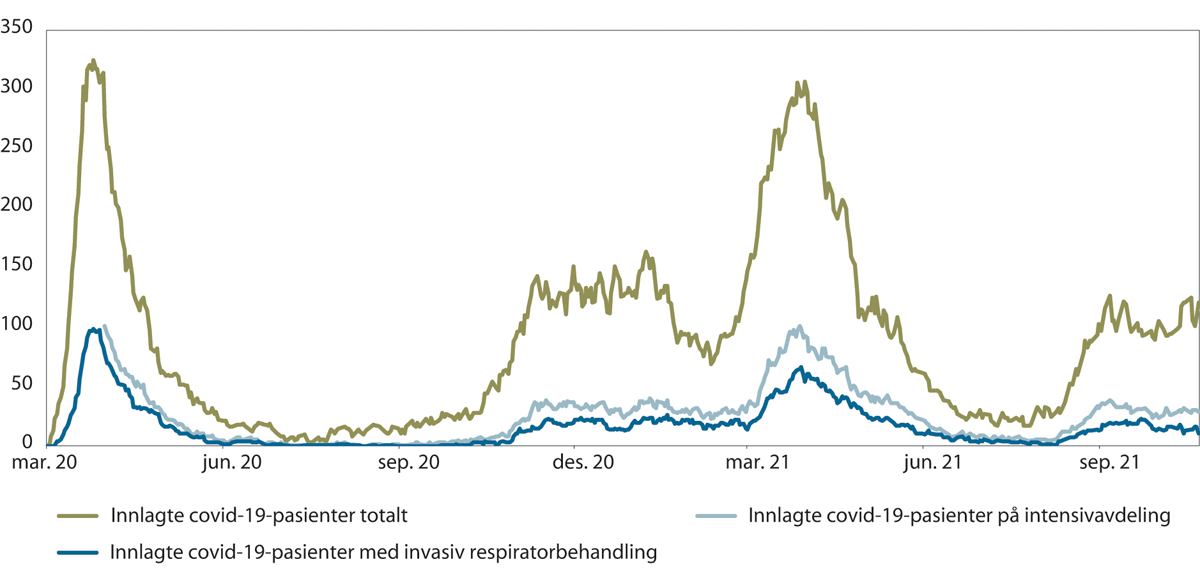 350
300
250
200
150
100
50
0
mar. 20 jun. 20 sep. 20 des. 20 mar. 21 jun. 21 sep. 21
Innlagte covid-19-pasienter totalt Innlagte covid-19-pasienter på intensivavdeling
Innlagte covid-19-pasienter med invasiv respiratorbehandling